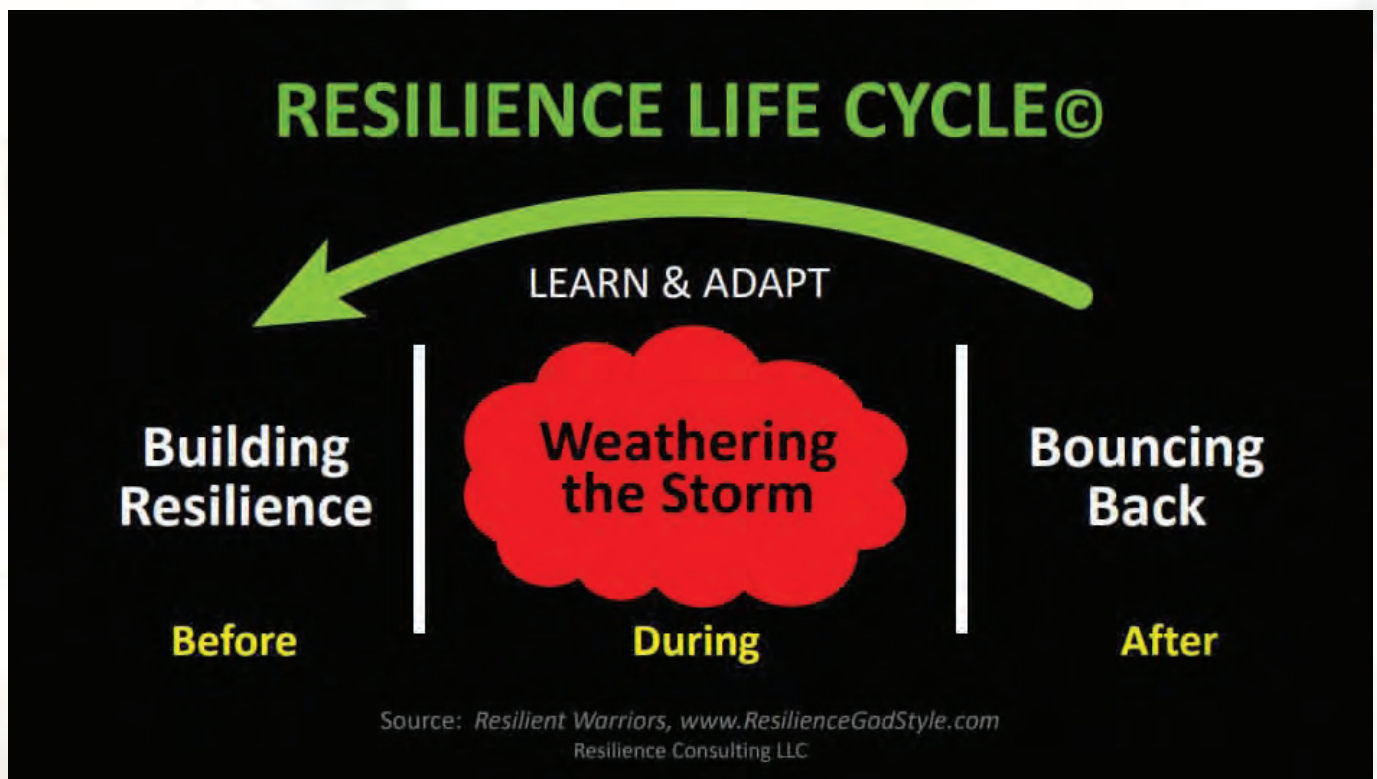 RESILIENCE LIFE CYCLE©
LEARN & ADAPT
Building
Resilience
Weathering
the Storm
Bouncing
Back
Before
During
After
Source: Resilient Warriors, www.ResilienceGodStyle.com
Resilience Consulting LLC